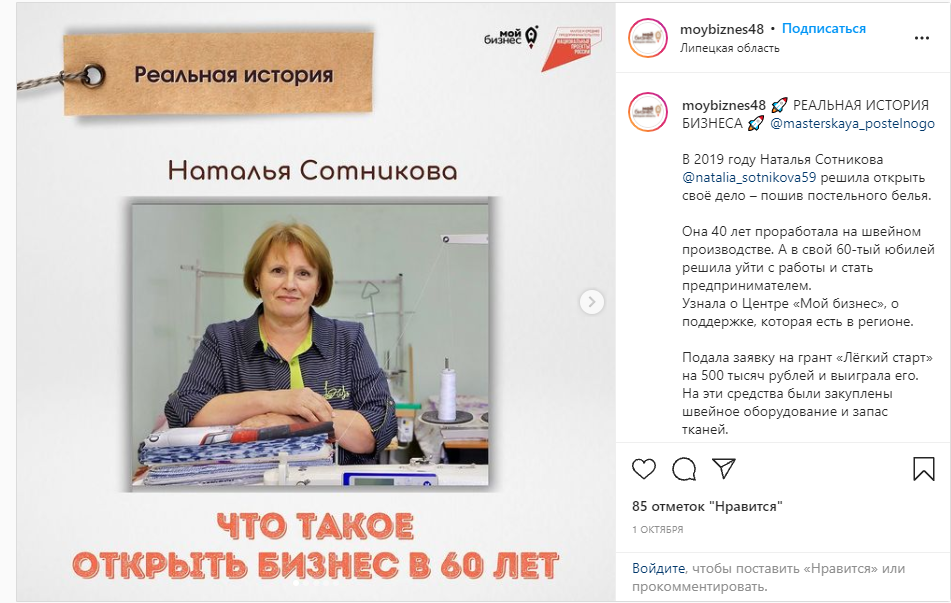 Реальная история
мой
бизнес
НАЦИОНАЛЬНЫЕ
ПРОЕКТЫ
РОССИИ
Наталья Сотникова
ЧТО ТАКОЕ
ОТКРЫТЬ БИЗНЕС В 60 ЛЕТ
moybiznes48 • Подписаться
Липецкая область
moybiznes48 🚀 РЕАЛЬНАЯ ИСТОРИЯ
БИЗНЕСА 🚀 @masterskaya_postelnogo
В 2019 году Наталья Сотникова
@natalia_sotnikova59 решила открыть
своё дело – пошив постельного белья.
Она 40 лет проработала на швейном
производстве. А в свой 60-тый юбилей
решила уйти с работы и стать
предпринимателем.
Узнала о Центре «Мой бизнес», о
поддержке, которая есть в регионе.
Подала заявку на грант «Лёгкий старт»
на 500 тысяч рублей и выиграла его.
На эти средства были закуплены
швейное оборудование и запас
тканей.
85 отметок "Нравится"
1 ОКТЯБРЯ
Войдите, чтобы поставить «Нравится» или
прокомментировать.